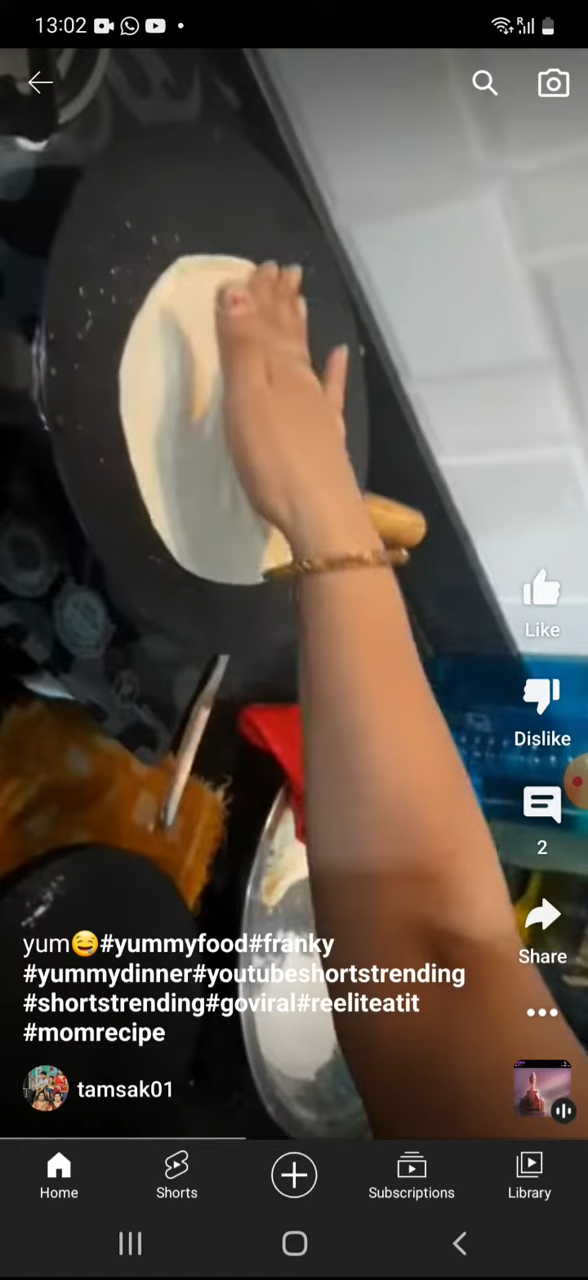 13:02
R
Like
Dislike
2
Share
yum🤤#yummyfood#franky
#yummydinner#youtubeshortstrending
#shortstrending#goviral#reeliteatit
#momrecipe
tamsak01
Home
Shorts
Subscriptions
Library